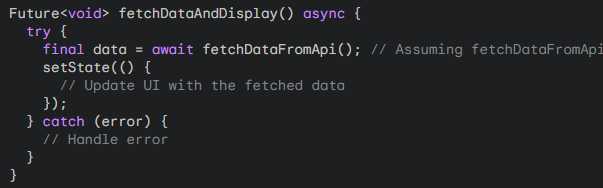 Future<void> fetchDataAndDisplay() async {
  try {
    final data = await fetchDataFromApi(); // Assuming fetchDataFromApi
    setState(() {
      // Update UI with the fetched data
    });
  } catch (error) {
    // Handle error
  }
}